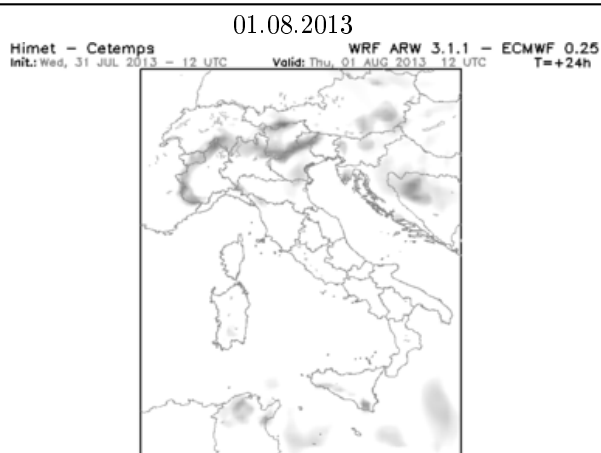 01.08.2013
Himet - Cetemps WRF ARW 3.1.1 - ECMWF 0.25
Init.: Wed, 31 JUL 2013 - 12 UTC Valid: Thu, 01 AUG 2013 12 UTC T=+24h